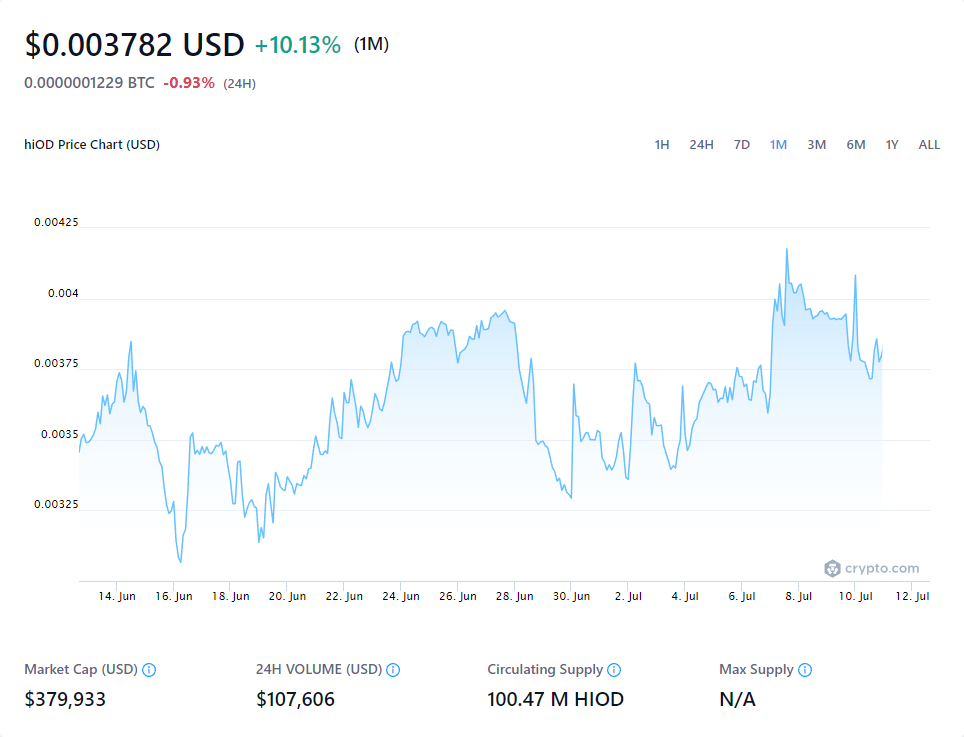 $0.003782 USD +10.13% (1M)
0.0000001229 BTC -0.93% (24H)
hiOD Price Chart (USD) 1H 24H 7D 1M 3M 6M 1Y ALL
0.00425
0.004
0.00375
0.0035
0.00325
crypto.com
14. Jun 16. Jun 18. Jun 20. Jun 22. Jun 24. Jun 26. Jun 28. Jun 30. Jun 2. Jul 4. Jul 6. Jul 8. Jul 10. Jul 12. Jul
Market Cap (USD) 24H VOLUME (USD) Circulating Supply Max Supply
$379,933 $107,606 100.47 M HIOD N/A